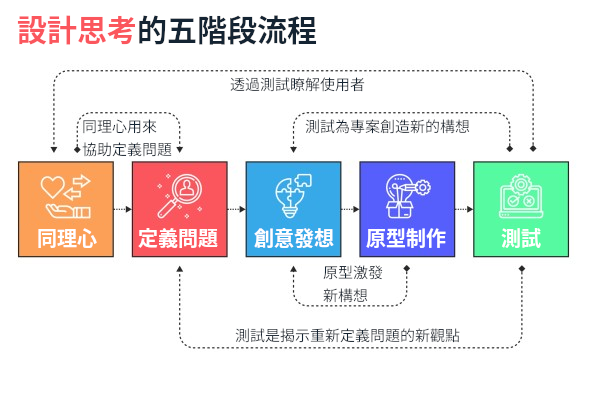 設計思考的五階段流程
透過測試瞭解使用者
同理心用來
協助定義問題
測試為專案創造新的構想
同理心
定義問題
創意發想
原型制作
測試
原型激發
新構想
測試是揭示重新定義問題的新觀點